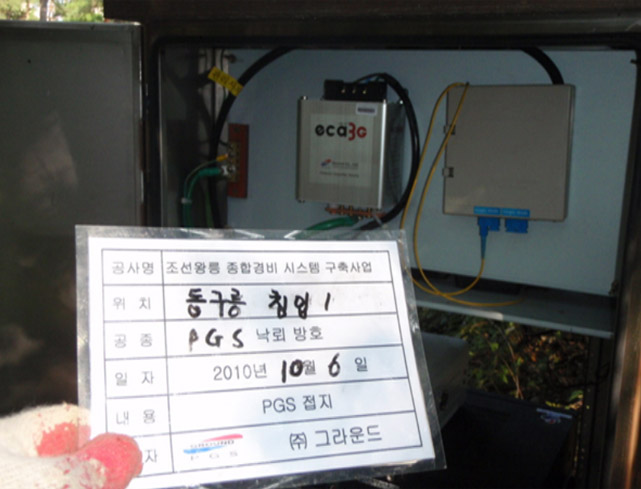 eca3G
공사명 조선왕릉 종합경비 시스템 구축사업
위 치 동구릉 침입 1
공 종 PGS 낙뢰 방호
일 자 2010년 10월 6 일
내 용 PGS 접지
자 GROUND ㈜ 그라운드
P G S